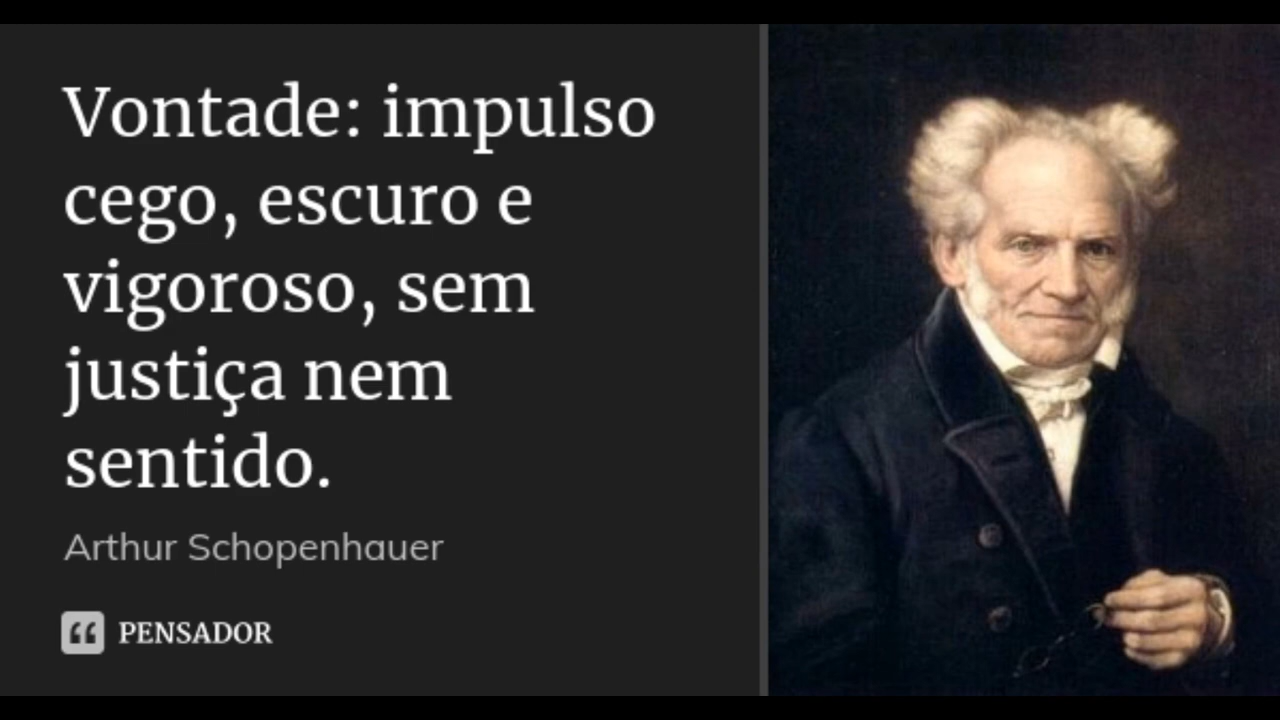 Vontade: impulso
cego, escuro e
vigoroso, sem
justiça nem
sentido.
Arthur Schopenhauer
PENSADOR